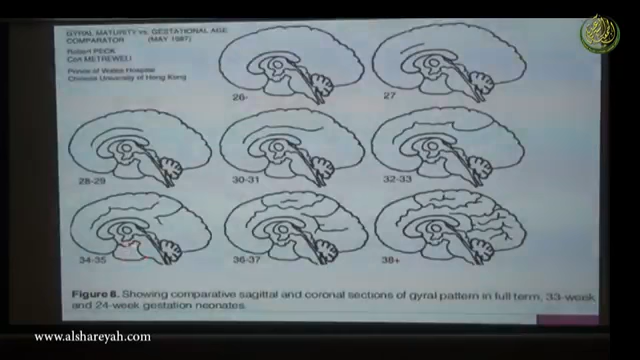 GYRAL MATURITY vs. GESTATIONAL AGE
COMPARATOR (MAY 1987)
Robert PECK
Con METREWELI
Prince of Wales Hospital
Chinese University of Hong Kong
26-
27
28-29
30-31
32-33
34-35
36-37
38+
Figure 8. Showing comparative sagittal and coronal sections of gyral pattern in full term, 33-week
and 24-week gestation neonates.
www.alshareyah.com